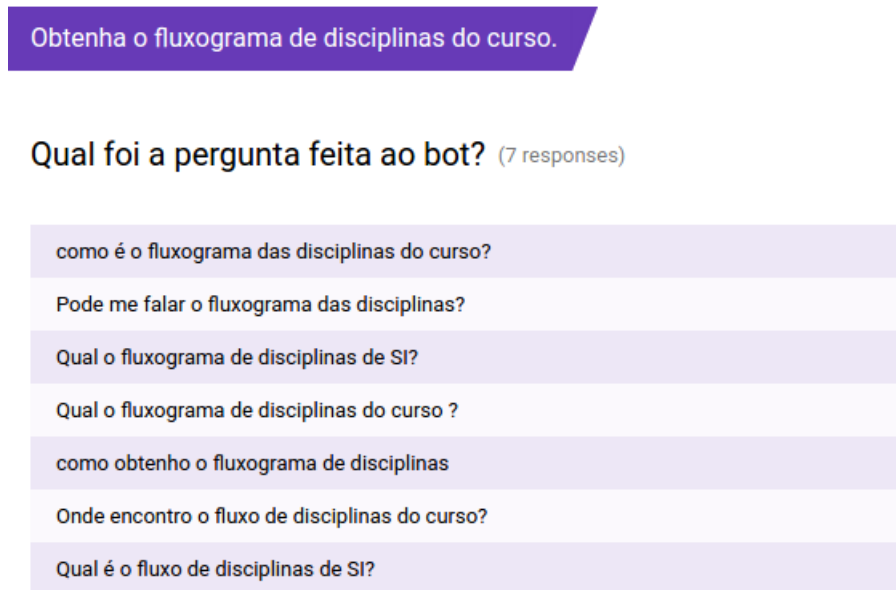 Obtenha o fluxograma de disciplinas do curso.
Qual foi a pergunta feita ao bot? (7 responses)
como é o fluxograma das disciplinas do curso?
Pode me falar o fluxograma das disciplinas?
Qual o fluxograma de disciplinas de SI?
Qual o fluxograma de disciplinas do curso ?
como obtenho o fluxograma de disciplinas
Onde encontro o fluxo de disciplinas do curso?
Qual é o fluxo de disciplinas de SI?